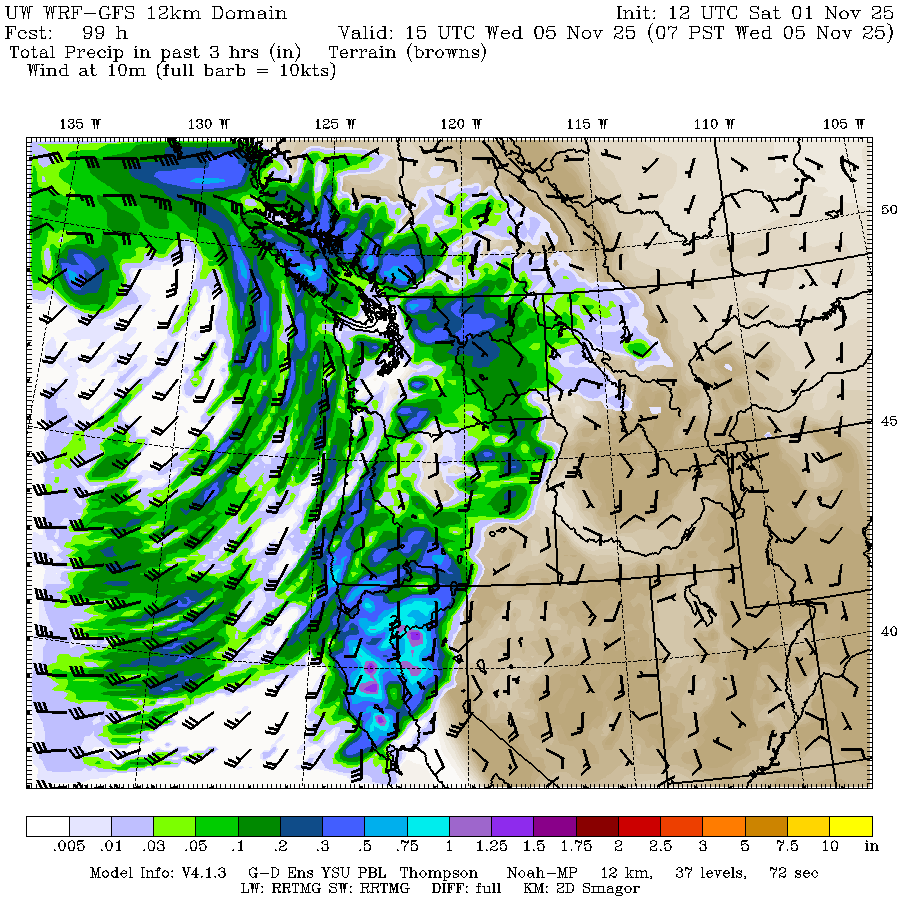 UW WRF-GFS 12km Domain Init: 12 UTC Sat 01 Nov 25
Fcst: 99 h Valid: 15 UTC Wed 05 Nov 25 (07 PST Wed 05 Nov 25)
Total Precip in past 3 hrs (in) Terrain (browns)
Wind at 10m (full barb = 10kts)
135 W 130 W 125 W 120 W 115 W 110 W 105 W
50
45
40
.005 .01 .03 .05 .1 .2 .3 .5 .75 1 1.25 1.5 1.75 2 2.5 3 5 7.5 10 in
Model Info: V4.1.3 G-D Ens YSU PBL Thompson Noah-MP 12 km, 37 levels, 72 sec
LW: RRTMG SW: RRTMG DIFF: full KM: 2D Smagor